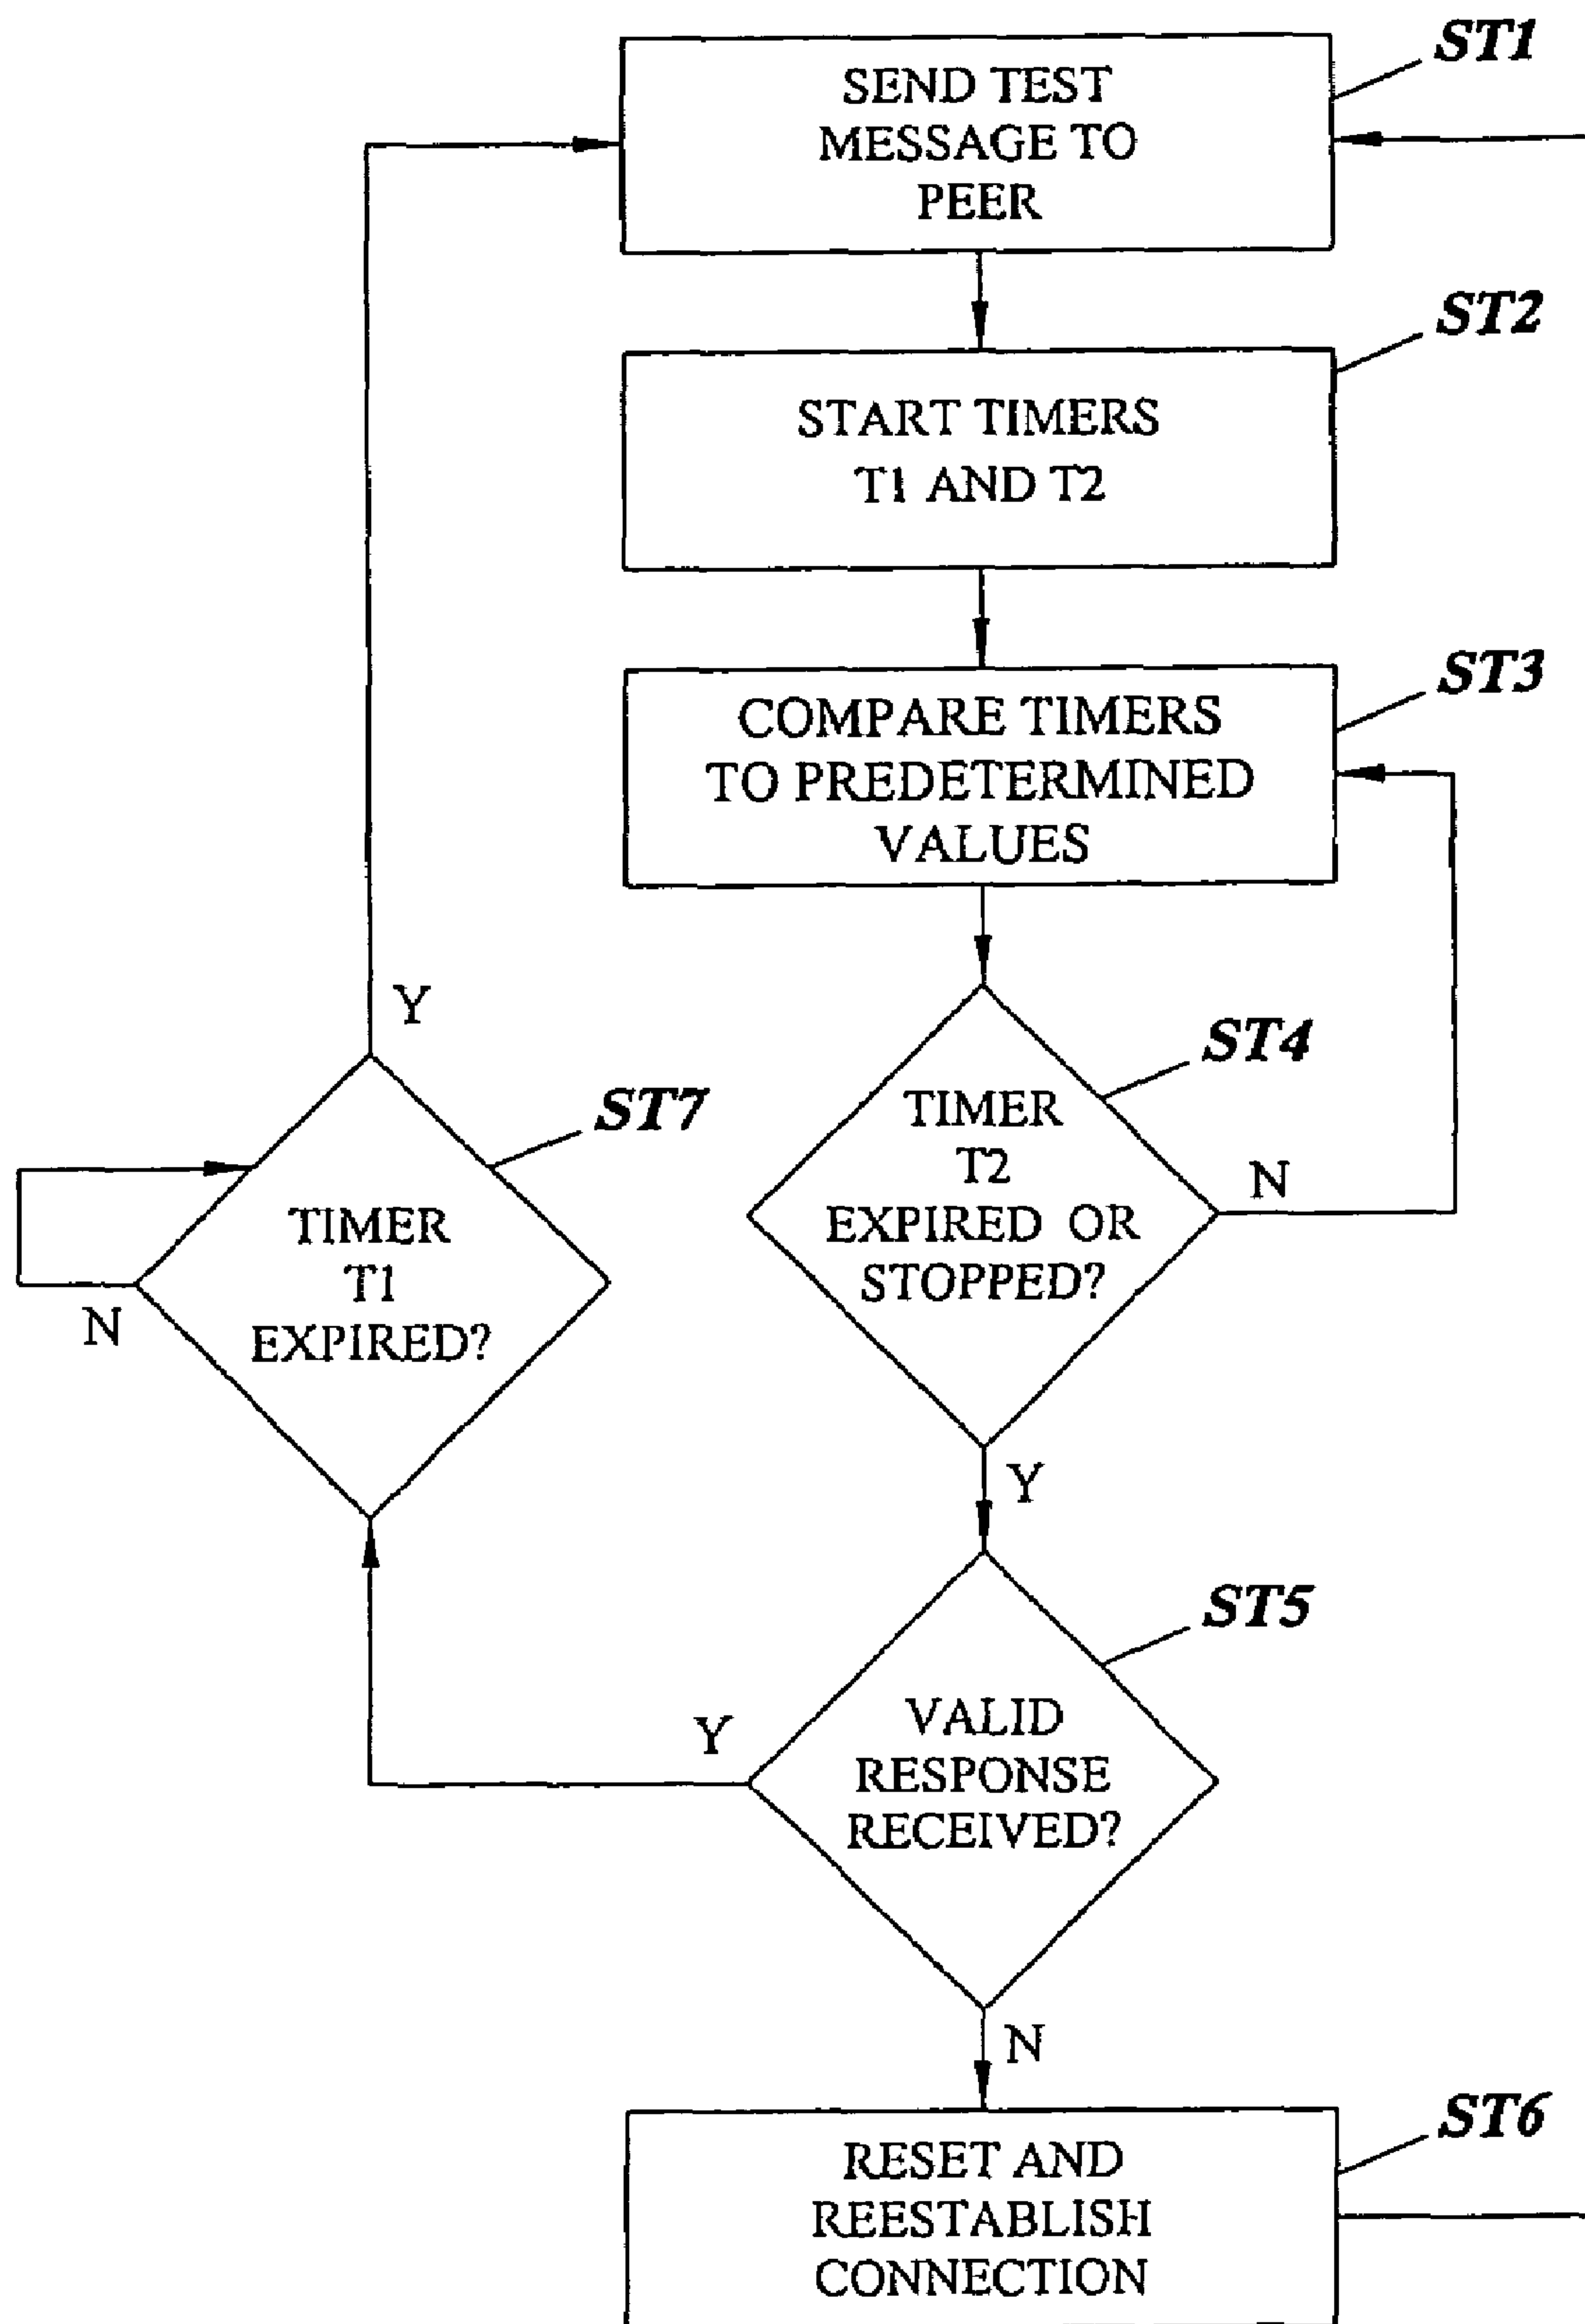 ST1
SEND TEST
MESSAGE TO
PEER
ST2
START TIMERS
T1 AND T2
ST3
COMPARE TIMERS
TO PREDETERMINED
VALUES
Y
ST4
TIMER
T2
EXPIRED OR
STOPPED?
N
ST7
TIMER
T1
EXPIRED?
N
Y
ST5
VALID
RESPONSE
RECEIVED?
Y
N
ST6
RESET AND
REESTABLISH
CONNECTION